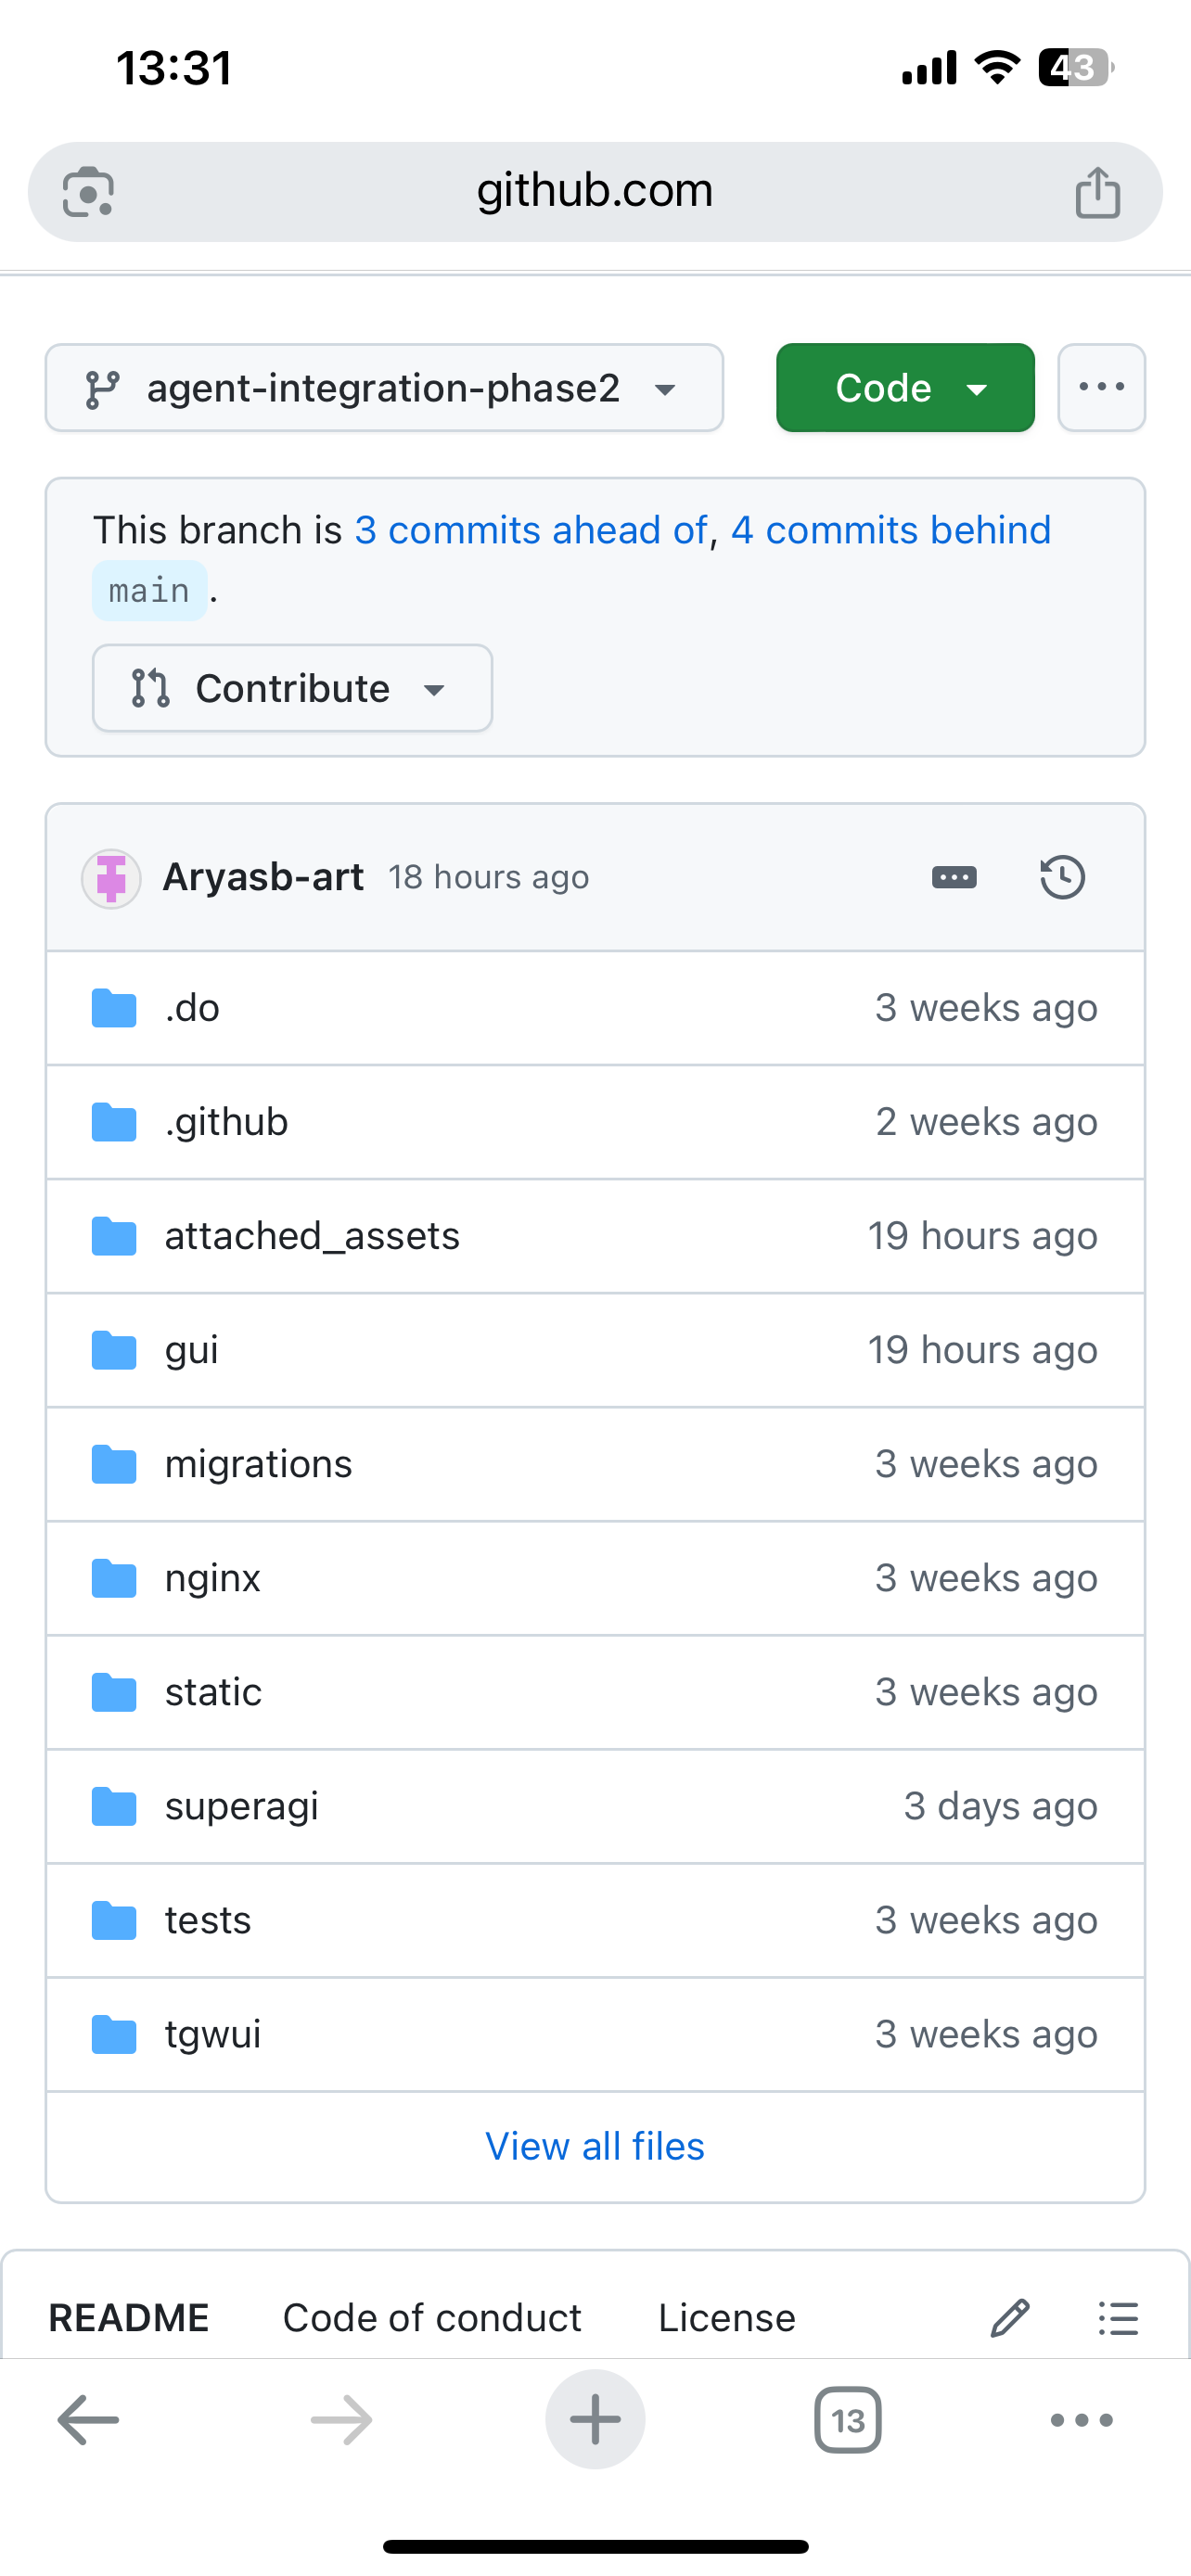 13:31
43
github.com
agent-integration-phase2
Code
This branch is 3 commits ahead of, 4 commits behind
main.
Contribute
Aryasb-art 18 hours ago
.do 3 weeks ago
.github 2 weeks ago
attached_assets 19 hours ago
gui 19 hours ago
migrations 3 weeks ago
nginx 3 weeks ago
static 3 weeks ago
superagi 3 days ago
tests 3 weeks ago
tgwui 3 weeks ago
View all files
README Code of conduct License
13